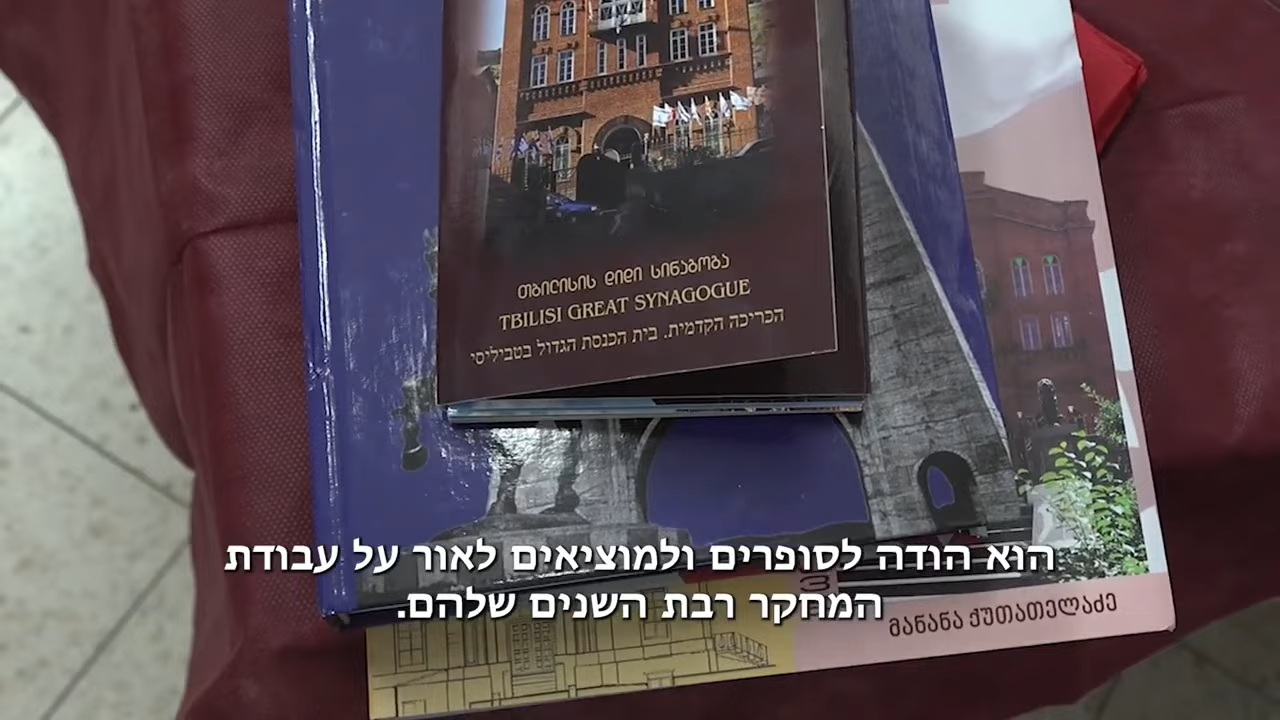 თბილისის დიდი სინაგოგა
TBILISI GREAT SYNAGOGUE
הכריכה הקדמית. בית הכנסת הגדול בטביליסי
הוא הודה לסופרים ולמוציאים לאור על עבודת
המחקר רבת השנים שלהם.
3
მანანა ქუთათელაძე